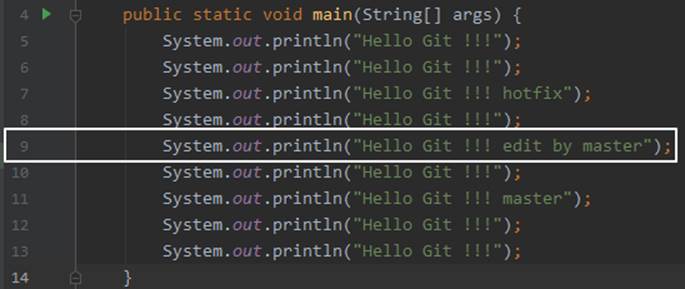 4 public static void main(String[] args) {
5 System.out.println("Hello Git !!!");
6 System.out.println("Hello Git !!!");
7 System.out.println("Hello Git !!! hotfix");
8 System.out.println("Hello Git !!!");
9 System.out.println("Hello Git !!! edit by master");
10 System.out.println("Hello Git !!!");
11 System.out.println("Hello Git !!! master");
12 System.out.println("Hello Git !!!");
13 System.out.println("Hello Git !!!");
14 }